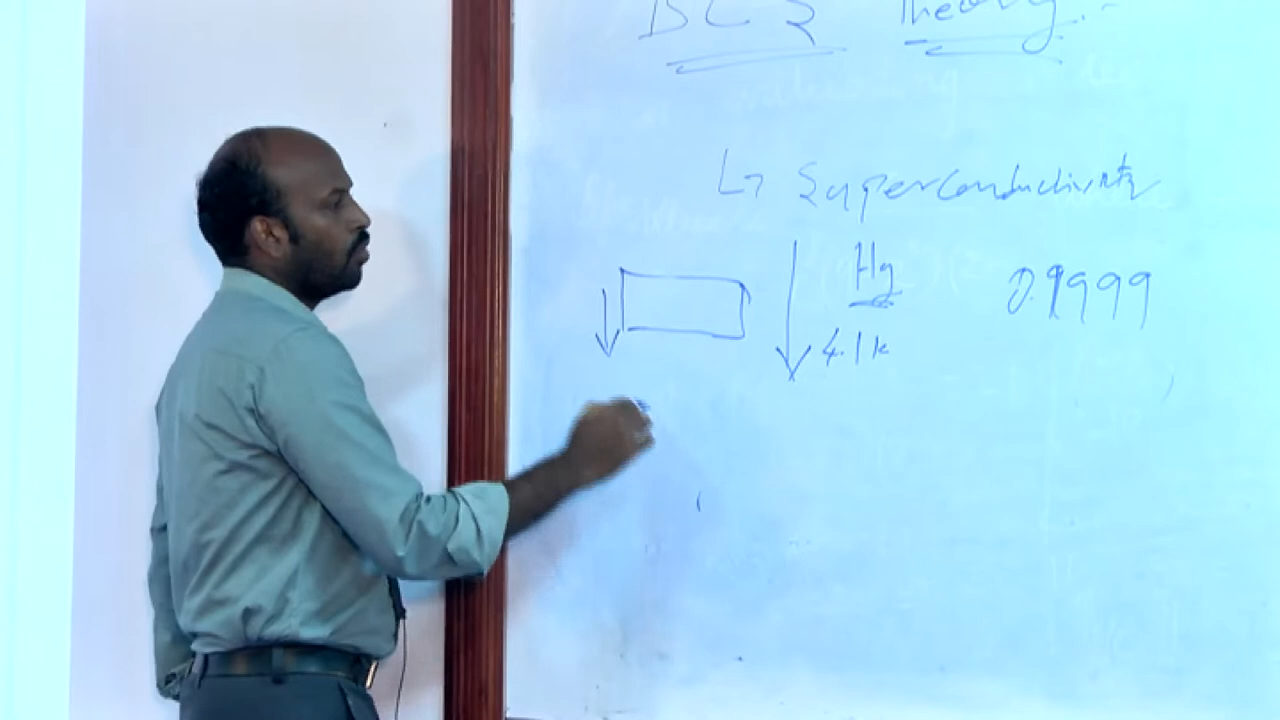 BCS Theory:-
↳ Superconductivity
Hg 0.9999
4.1k